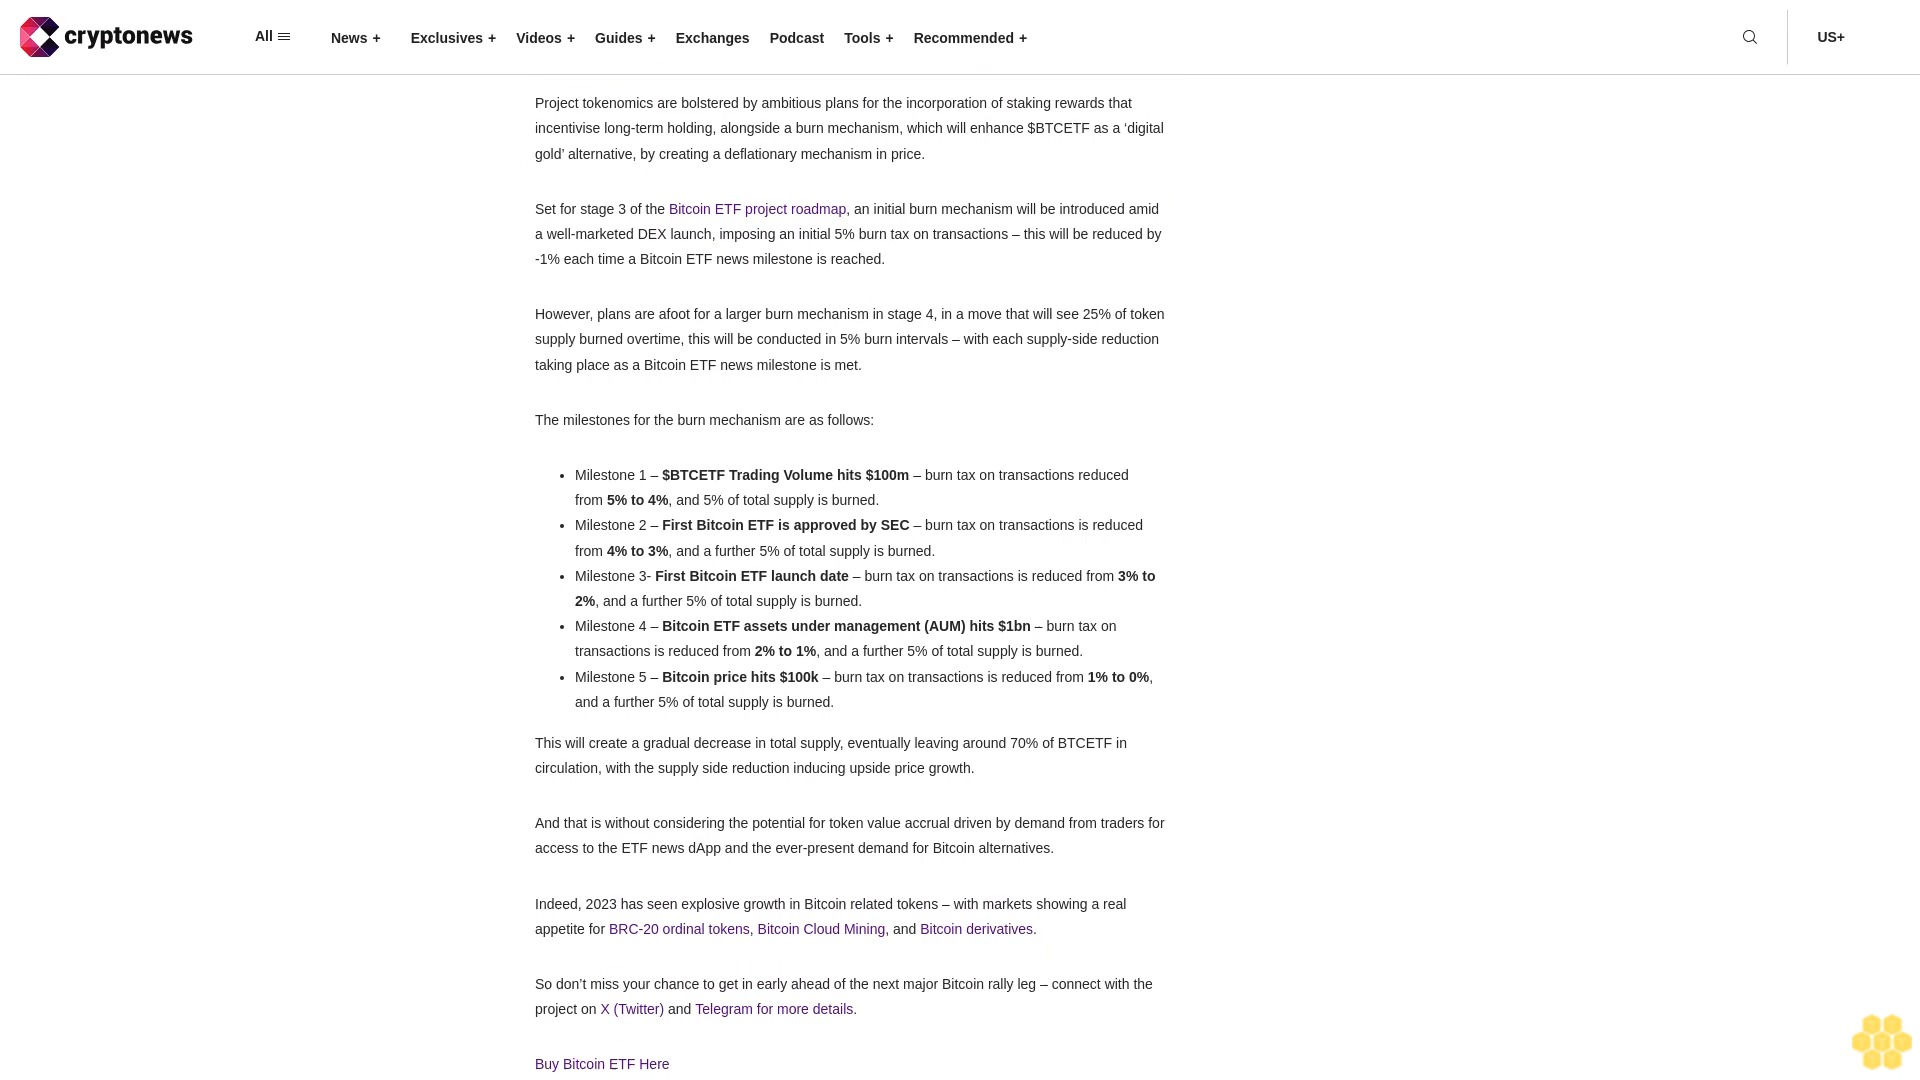 cryptonews
All
News +
Exclusives +
Videos +
Guides +
Exchanges
Podcast
Tools +
Recommended +
US+
Project tokenomics are bolstered by ambitious plans for the incorporation of staking rewards that
incentivise long-term holding, alongside a burn mechanism, which will enhance $BTCETF as a ‘digital
gold’ alternative, by creating a deflationary mechanism in price.
Set for stage 3 of the Bitcoin ETF project roadmap, an initial burn mechanism will be introduced amid
a well-marketed DEX launch, imposing an initial 5% burn tax on transactions – this will be reduced by
-1% each time a Bitcoin ETF news milestone is reached.
However, plans are afoot for a larger burn mechanism in stage 4, in a move that will see 25% of token
supply burned overtime, this will be conducted in 5% burn intervals – with each supply-side reduction
taking place as a Bitcoin ETF news milestone is met.
The milestones for the burn mechanism are as follows:
• Milestone 1 – $BTCETF Trading Volume hits $100m – burn tax on transactions reduced
from 5% to 4%, and 5% of total supply is burned.
• Milestone 2 – First Bitcoin ETF is approved by SEC – burn tax on transactions is reduced
from 4% to 3%, and a further 5% of total supply is burned.
• Milestone 3- First Bitcoin ETF launch date – burn tax on transactions is reduced from 3% to
2%, and a further 5% of total supply is burned.
• Milestone 4 – Bitcoin ETF assets under management (AUM) hits $1bn – burn tax on
transactions is reduced from 2% to 1%, and a further 5% of total supply is burned.
• Milestone 5 – Bitcoin price hits $100k – burn tax on transactions is reduced from 1% to 0%,
and a further 5% of total supply is burned.
This will create a gradual decrease in total supply, eventually leaving around 70% of BTCETF in
circulation, with the supply side reduction inducing upside price growth.
And that is without considering the potential for token value accrual driven by demand from traders for
access to the ETF news dApp and the ever-present demand for Bitcoin alternatives.
Indeed, 2023 has seen explosive growth in Bitcoin related tokens – with markets showing a real
appetite for BRC-20 ordinal tokens, Bitcoin Cloud Mining, and Bitcoin derivatives.
So don’t miss your chance to get in early ahead of the next major Bitcoin rally leg – connect with the
project on X (Twitter) and Telegram for more details.
Buy Bitcoin ETF Here